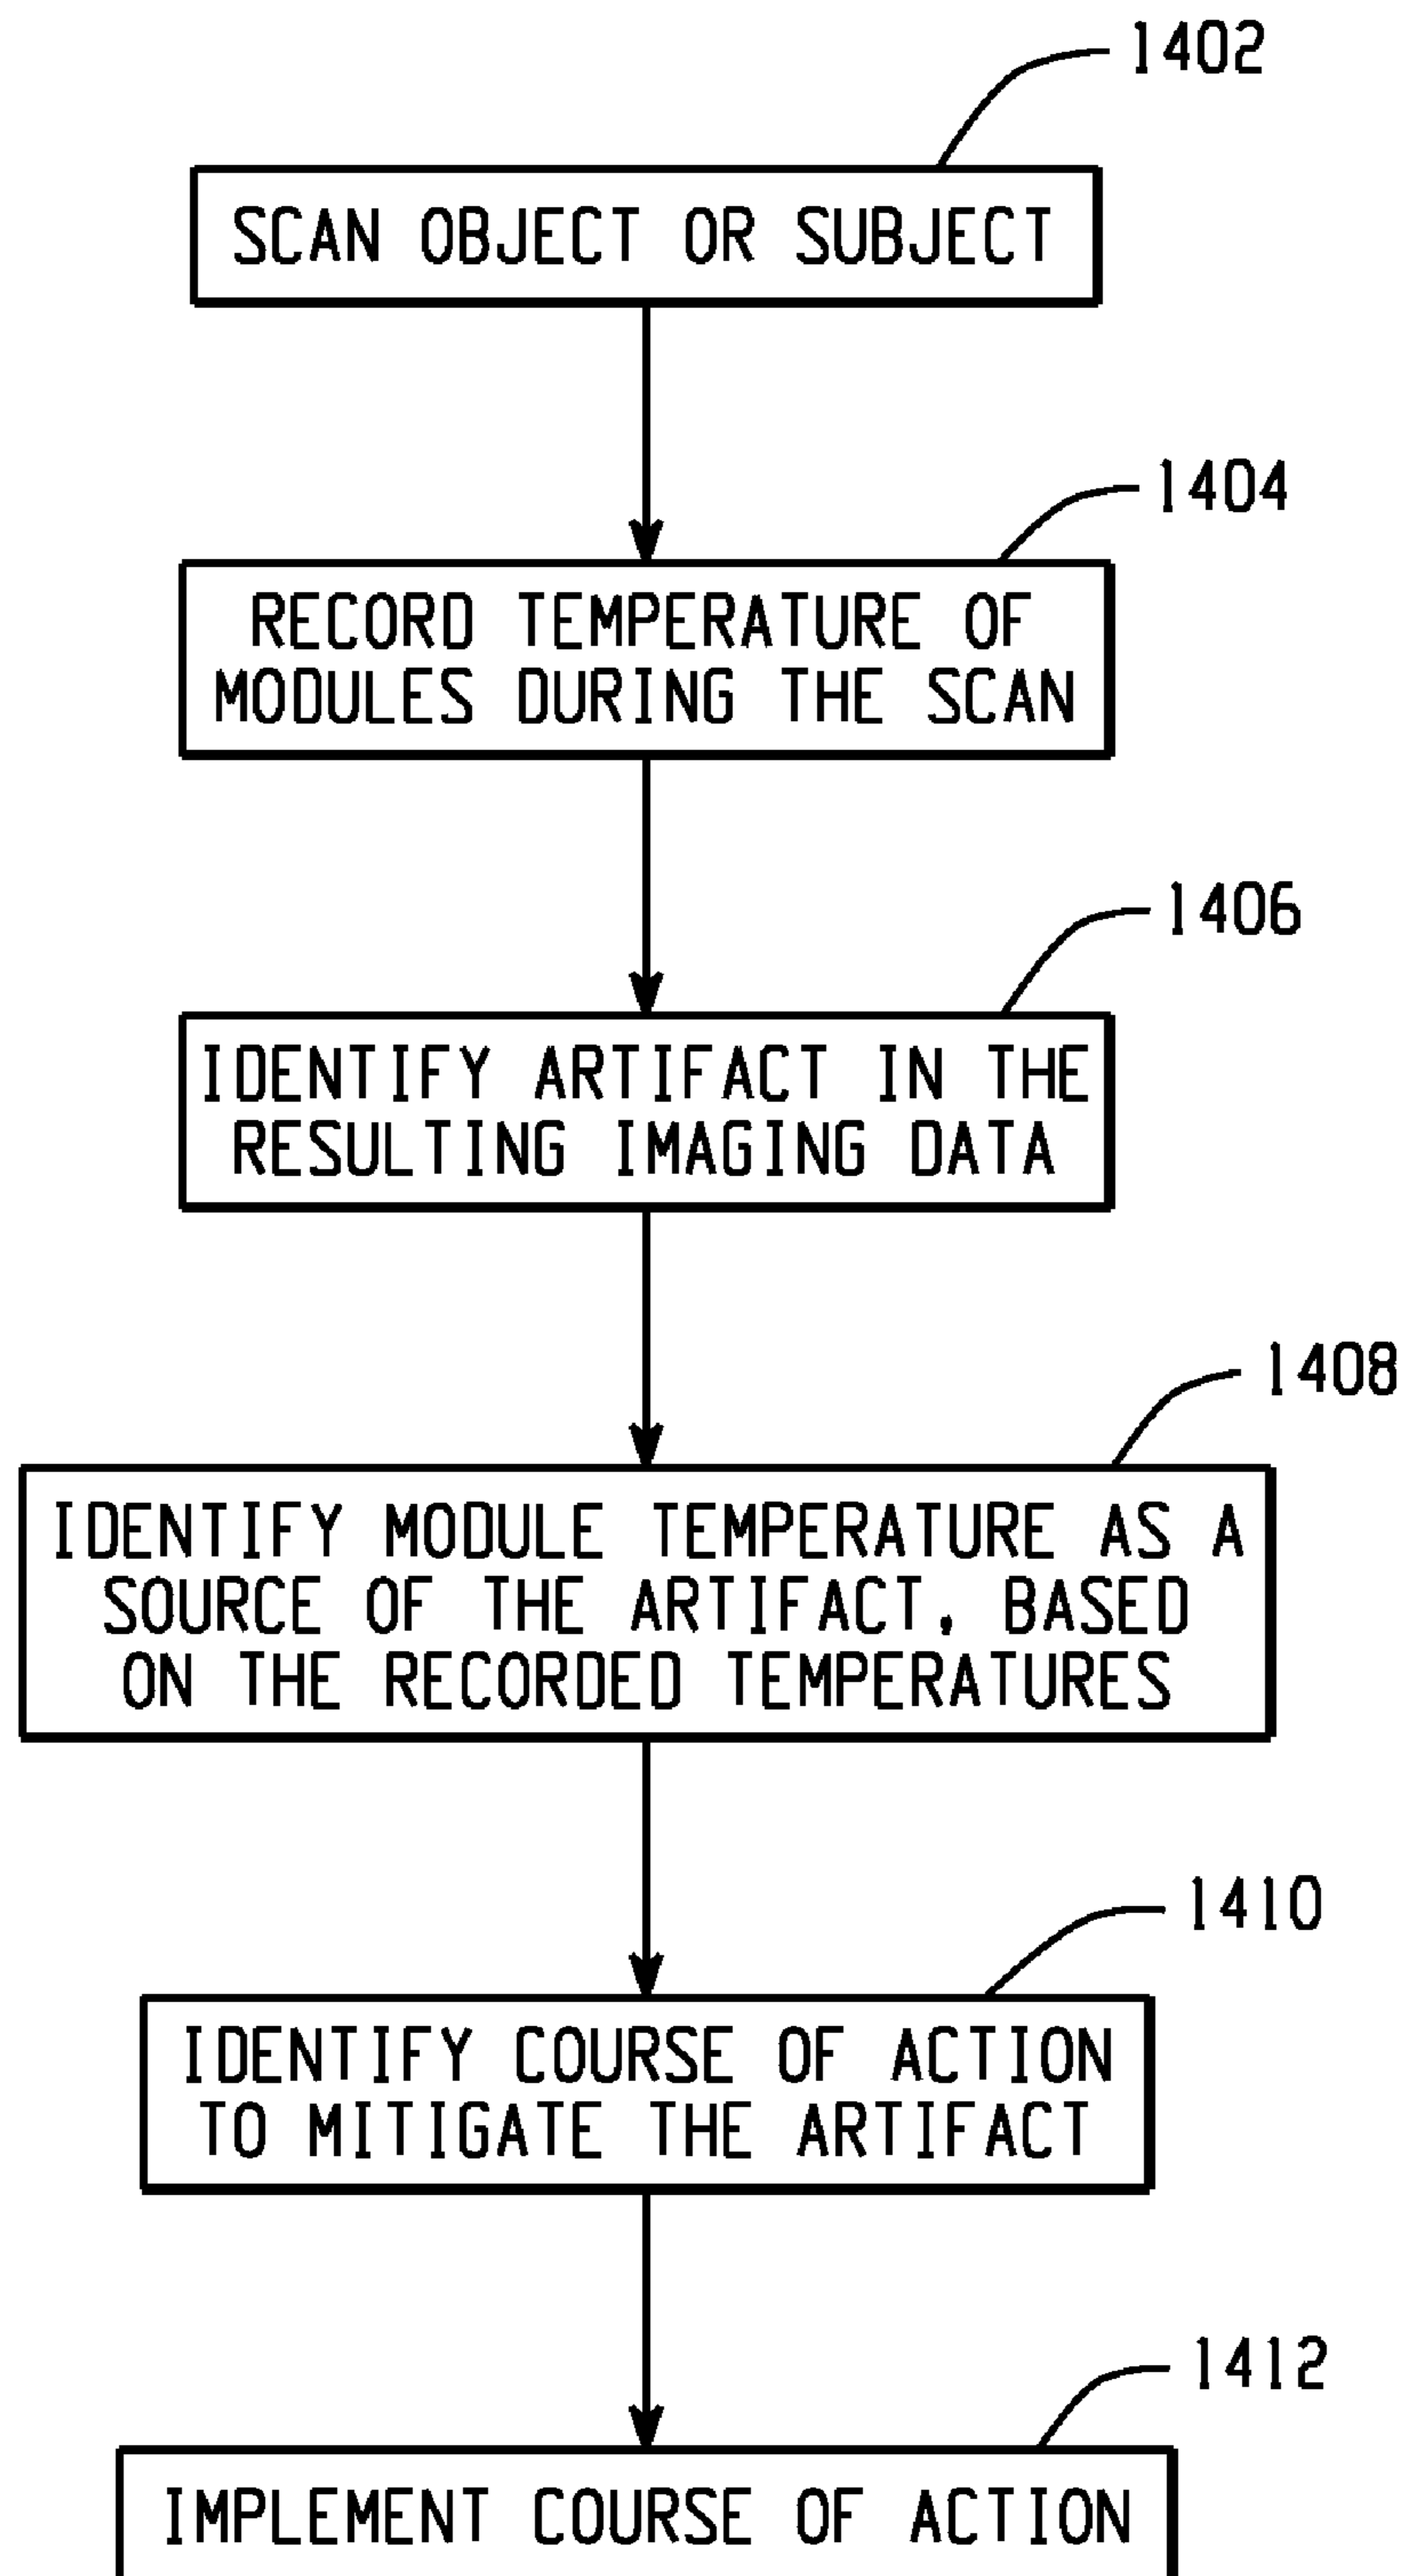 1402
SCAN OBJECT OR SUBJECT
1404
RECORD TEMPERATURE OF
MODULES DURING THE SCAN
1406
IDENTIFY ARTIFACT IN THE
RESULTING IMAGING DATA
1408
IDENTIFY MODULE TEMPERATURE AS A
SOURCE OF THE ARTIFACT, BASED
ON THE RECORDED TEMPERATURES
1410
IDENTIFY COURSE OF ACTION
TO MITIGATE THE ARTIFACT
1412
IMPLEMENT COURSE OF ACTION